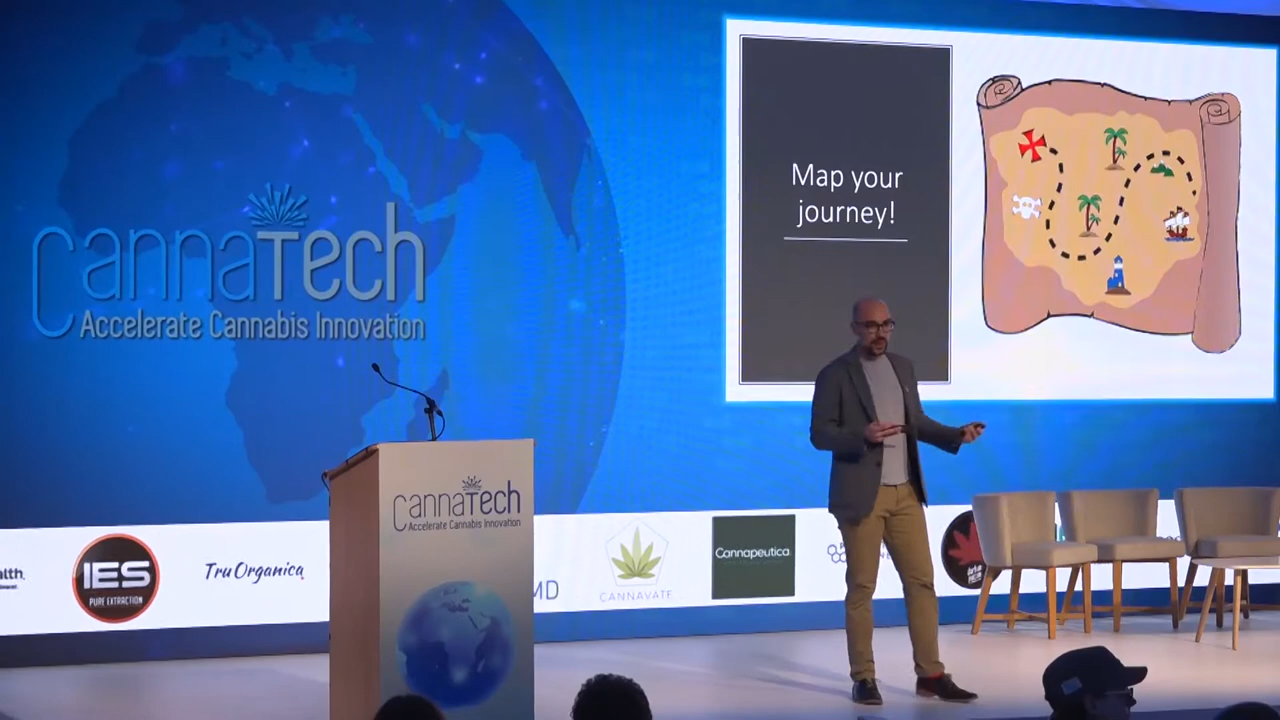 cannaTech
Accelerate Cannabis Innovation
Map your
journey!
cannaTech
Accelerate Cannabis Innovation
IES
PURE EXTRACTION
TruOrganica
MD
CANNAVATE
Cannapeutica